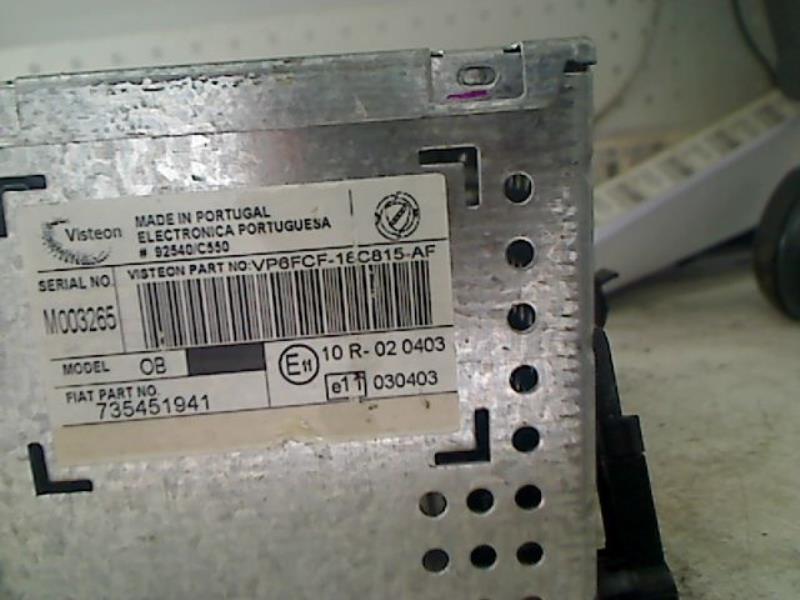 Visteon
MADE IN PORTUGAL
ELECTRONICA PORTUGUESA
# 92540/C550
SERIAL NO.
VISTEON PART NO: VP6FCF-18C815-AF
M003265
MODEL OB
E11 10 R- 02 0403
e11 030403
FIAT PART NO.
735451941